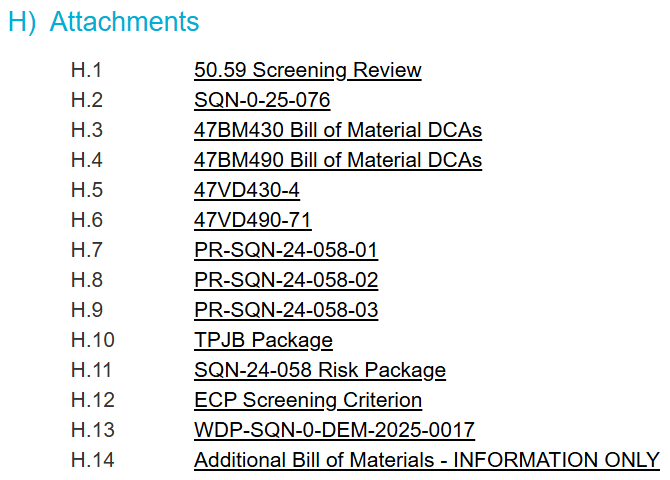 H) Attachments
H.1 50.59 Screening Review
H.2 SQN-0-25-076
H.3 47BM430 Bill of Material DCAs
H.4 47BM490 Bill of Material DCAs
H.5 47VD430-4
H.6 47VD490-71
H.7 PR-SQN-24-058-01
H.8 PR-SQN-24-058-02
H.9 PR-SQN-24-058-03
H.10 TPJB Package
H.11 SQN-24-058 Risk Package
H.12 ECP Screening Criterion
H.13 WDP-SQN-0-DEM-2025-0017
H.14 Additional Bill of Materials - INFORMATION ONLY